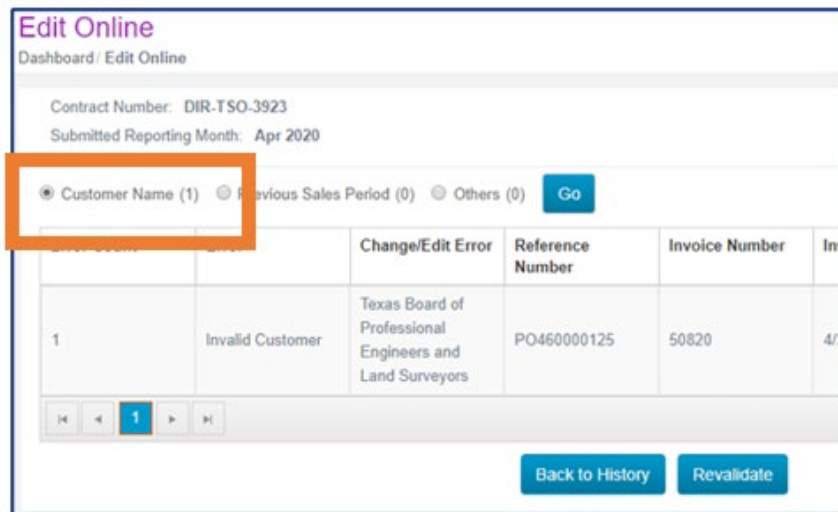 Edit Online
Dashboard / Edit Online
Contract Number: DIR-TSO-3923
Submitted Reporting Month: Apr 2020
Customer Name (1) Previous Sales Period (0) Others (0) Go
Change/Edit Error Reference Invoice Number
Number
Texas Board of
Professional
1 Invalid Customer Engineers and PO460000125 50820
Land Surveyors
1
Back to History Revalidate